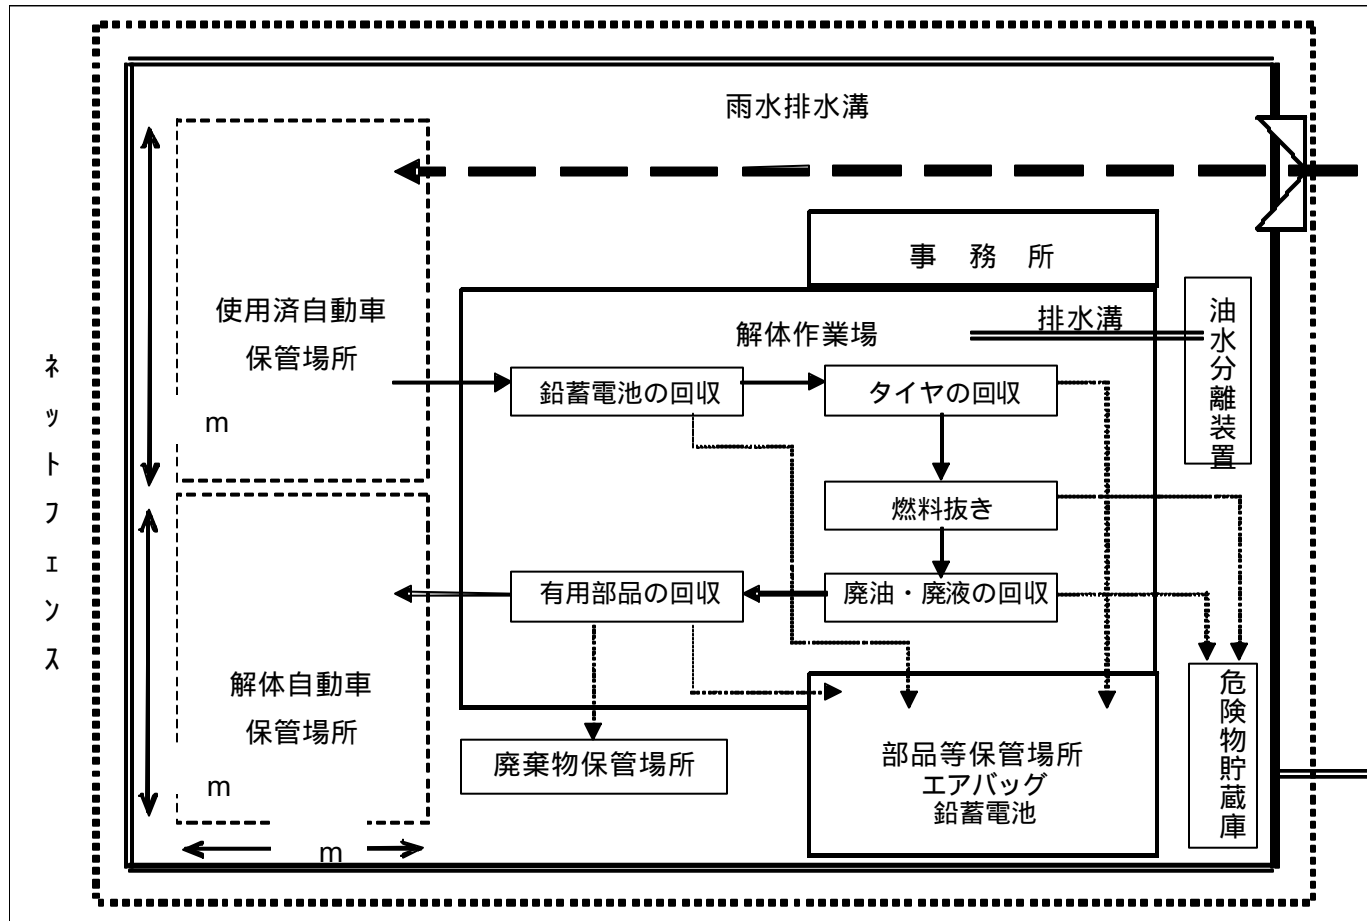 雨水排水溝
事 務 所
使用済自動車
保管場所
m
解体作業場
排水溝
油水分離装置
鉛蓄電池の回収
タイヤの回収
燃料抜き
有用部品の回収
廃油・廃液の回収
ネットフェンス
解体自動車
保管場所
m
m
廃棄物保管場所
部品等保管場所
エアバッグ
鉛蓄電池
危険物貯蔵庫